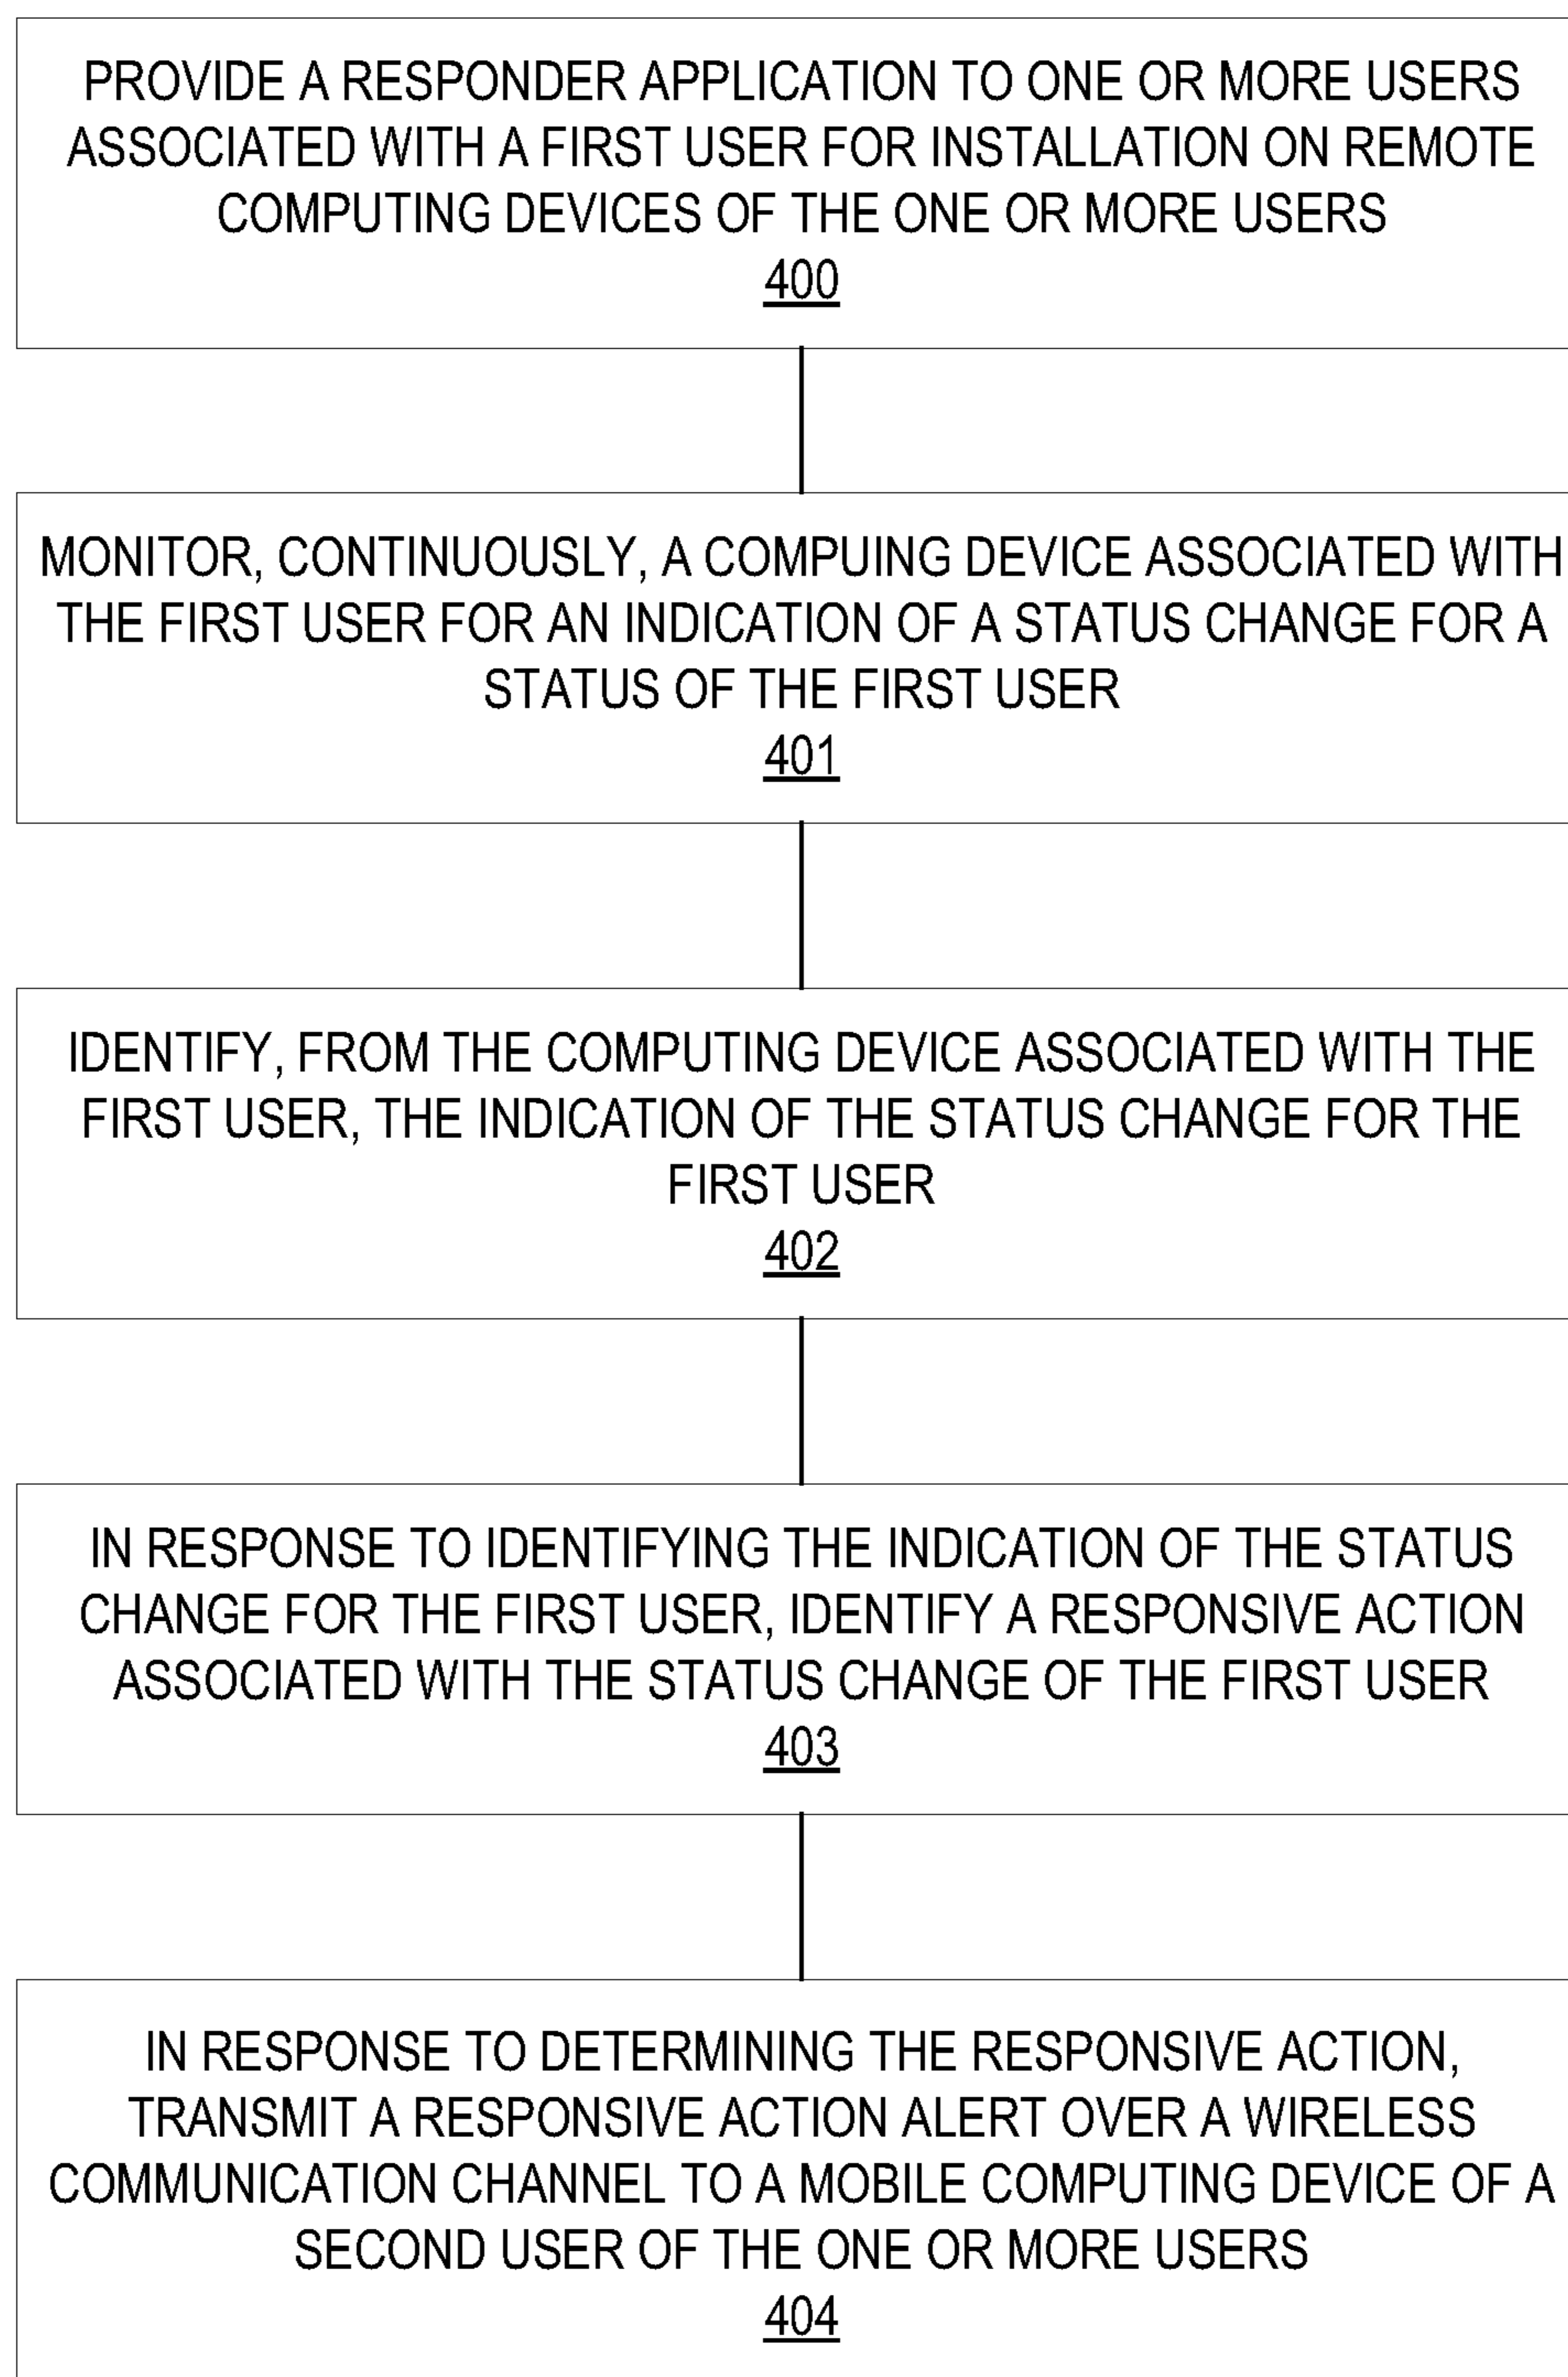 PROVIDE A RESPONDER APPLICATION TO ONE OR MORE USERS
ASSOCIATED WITH A FIRST USER FOR INSTALLATION ON REMOTE
COMPUTING DEVICES OF THE ONE OR MORE USERS
400
MONITOR, CONTINUOUSLY, A COMPUING DEVICE ASSOCIATED WITH
THE FIRST USER FOR AN INDICATION OF A STATUS CHANGE FOR A
STATUS OF THE FIRST USER
401
IDENTIFY, FROM THE COMPUTING DEVICE ASSOCIATED WITH THE
FIRST USER, THE INDICATION OF THE STATUS CHANGE FOR THE
FIRST USER
402
IN RESPONSE TO IDENTIFYING THE INDICATION OF THE STATUS
CHANGE FOR THE FIRST USER, IDENTIFY A RESPONSIVE ACTION
ASSOCIATED WITH THE STATUS CHANGE OF THE FIRST USER
403
IN RESPONSE TO DETERMINING THE RESPONSIVE ACTION,
TRANSMIT A RESPONSIVE ACTION ALERT OVER A WIRELESS
COMMUNICATION CHANNEL TO A MOBILE COMPUTING DEVICE OF A
SECOND USER OF THE ONE OR MORE USERS
404